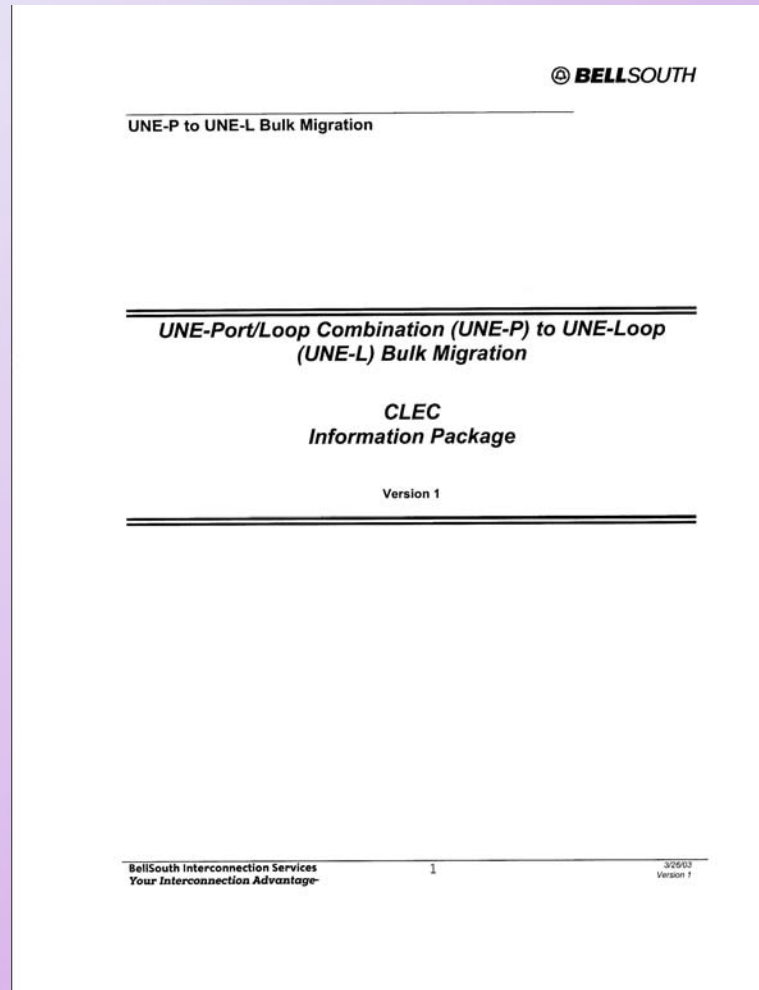 BELLSOUTH
UNE-P to UNE-L Bulk Migration
UNE-Port/Loop Combination (UNE-P) to UNE-Loop
(UNE-L) Bulk Migration
CLEC
Information Package
Version 1
BellSouth Interconnection Services
Your Interconnection Advantage
1
3/26/03
Version 1